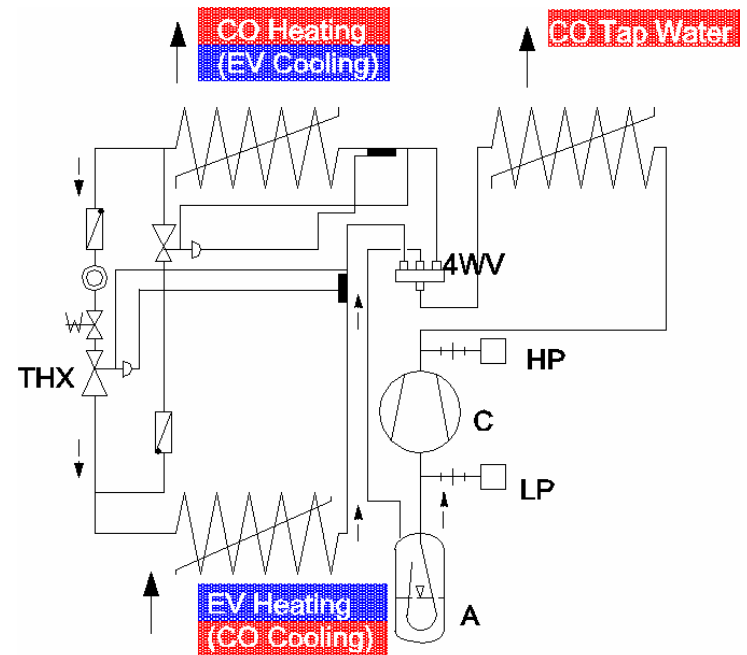 CO Heating
(EV Cooling)
CO Tap Water
4WV
THX
HP
C
LP
A
EV Heating
(CO Cooling)